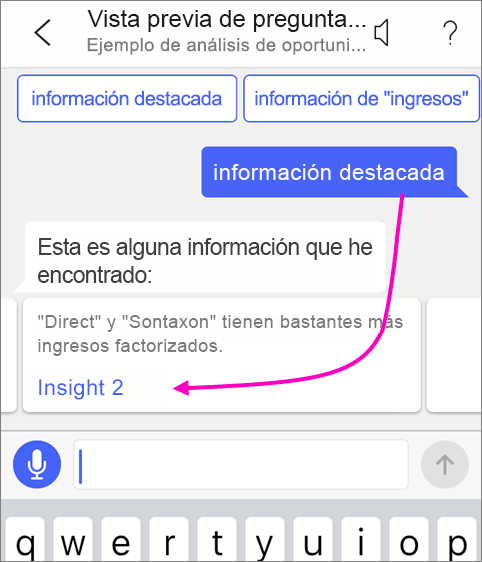 Vista previa de pregunta...
Ejemplo de análisis de oportuni...
?
información destacada
información de "ingresos"
información destacada
Esta es alguna información que he
encontrado:
"Direct" y "Sontaxon" tienen bastantes más
ingresos factorizados.
Insight 2
q w e r t y u i o p